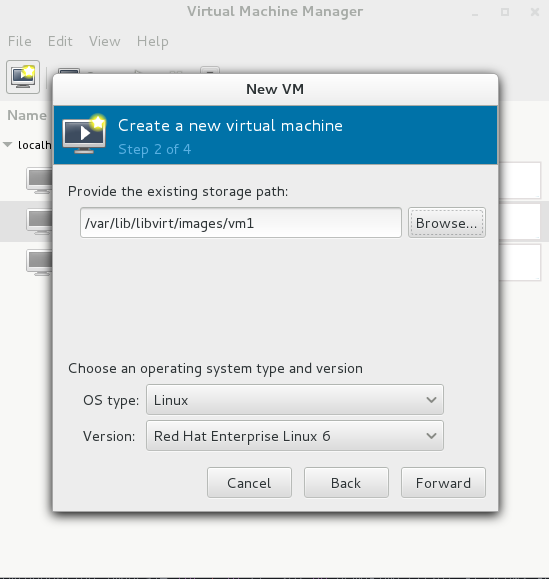 Virtual Machine Manager
File Edit View Help
Name
localh
New VM
Create a new virtual machine
Step 2 of 4
Provide the existing storage path:
/var/lib/libvirt/images/vm1 Browse...
Choose an operating system type and version
OS type: Linux
Version: Red Hat Enterprise Linux 6
Cancel Back Forward